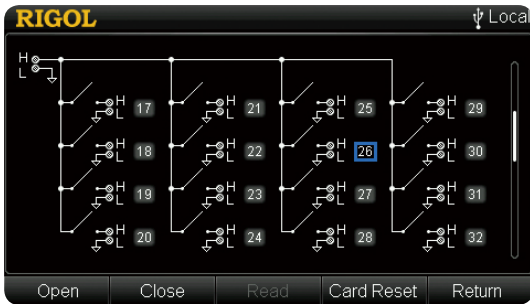 RIGOL Local
H
L
H 17 H 21 H 25 H 29
L L L L
H 18 H 22 H 26 H 30
L L L L
H 19 H 23 H 27 H 31
L L L L
H 20 H 24 H 28 H 32
L L L L
Open Close Read Card Reset Return